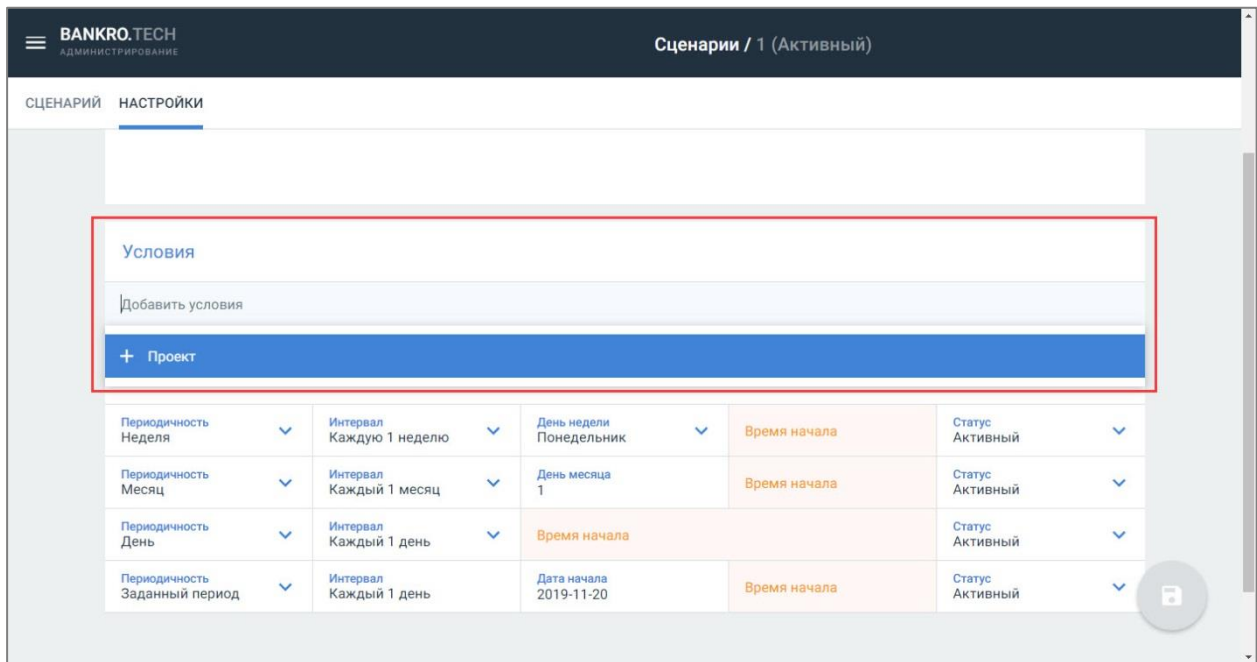 BANKRO.TECH
АДМИНИСТРИРОВАНИЕ
Сценарии / 1 (Активный)
СЦЕНАРИЙ НАСТРОЙКИ
Условия
Добавить условия
+ Проект
Периодичность Интервал День недели Статус
Неделя Каждую 1 неделю Понедельник Время начала Активный
Периодичность Интервал День месяца Статус
Месяц Каждый 1 месяц 1 Время начала Активный
Периодичность Интервал Статус
День Каждый 1 день Время начала Активный
Периодичность Интервал Дата начала Статус
Заданный период Каждый 1 день 2019-11-20 Время начала Активный